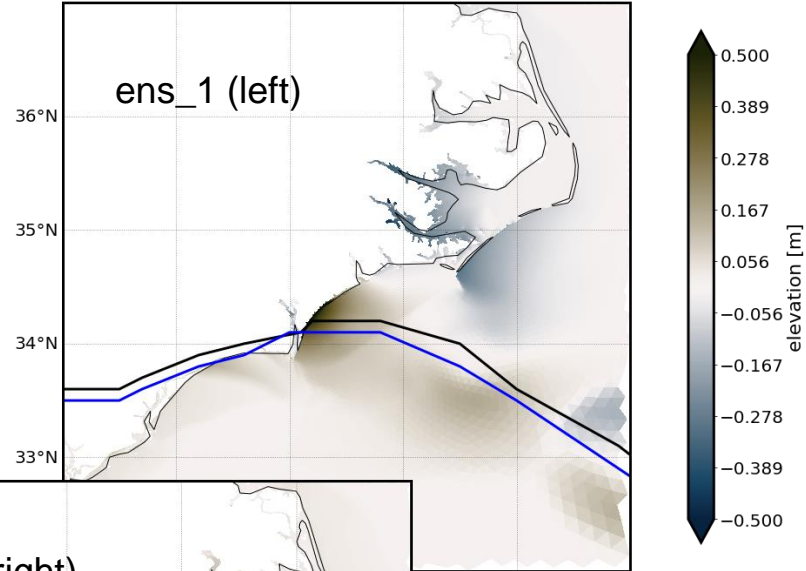 ens_1 (left)
36°N
35°N
34°N
33°N
right)
0.500
0.389
0.278
0.167
0.056
−0.056
−0.167
−0.278
−0.389
−0.500
elevation [m]